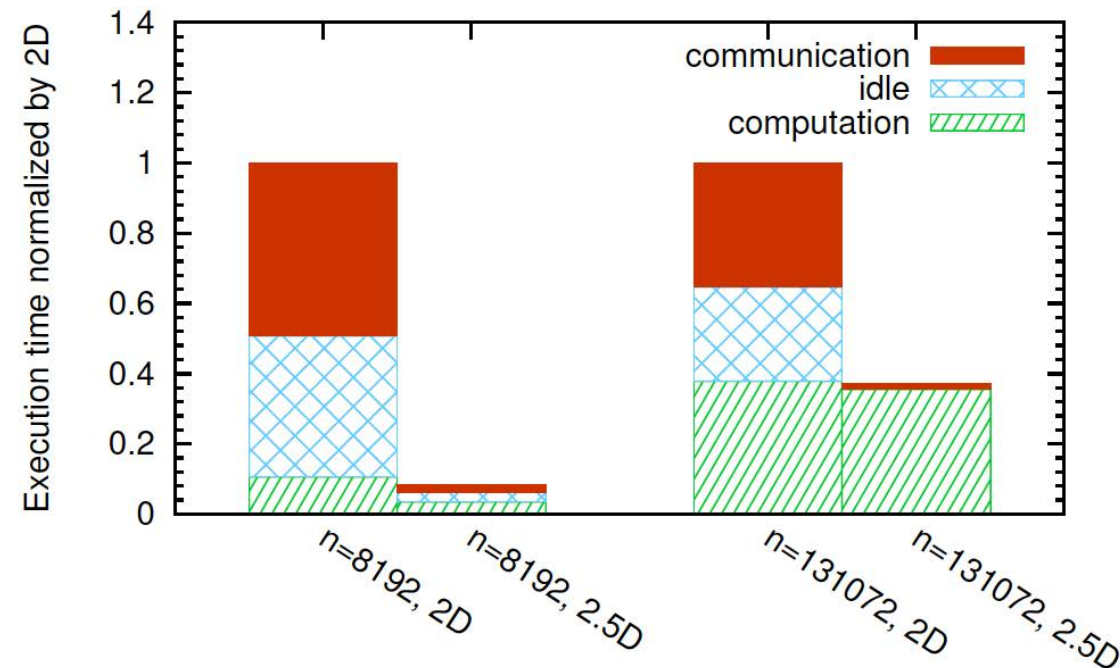 Execution time normalized by 2D
1.4
1.2
1
0.8
0.6
0.4
0.2
0
communication
idle
computation
n=8192, 2D
n=8192, 2.5D
n=131072, 2D
n=131072, 2.5D